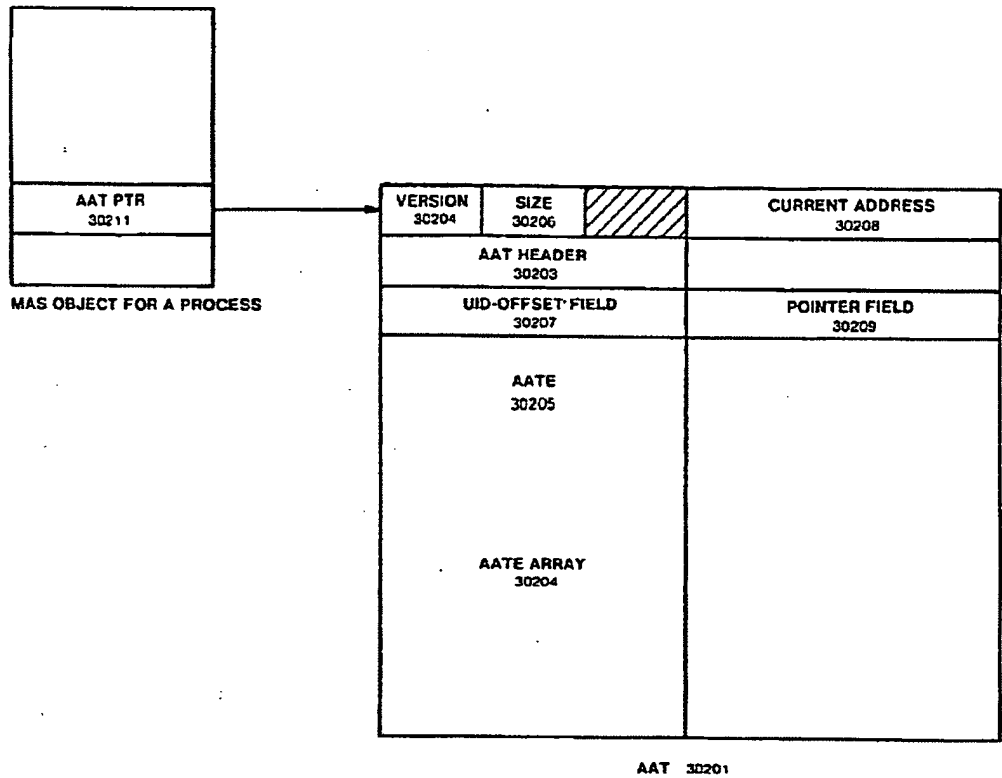 AAT PTR
30211
MAS OBJECT FOR A PROCESS
VERSION
30204
SIZE
30206
CURRENT ADDRESS
30208
AAT HEADER
30203
UID-OFFSET FIELD
30207
POINTER FIELD
30209
AATE
30205
AATE ARRAY
30204
AAT 30201